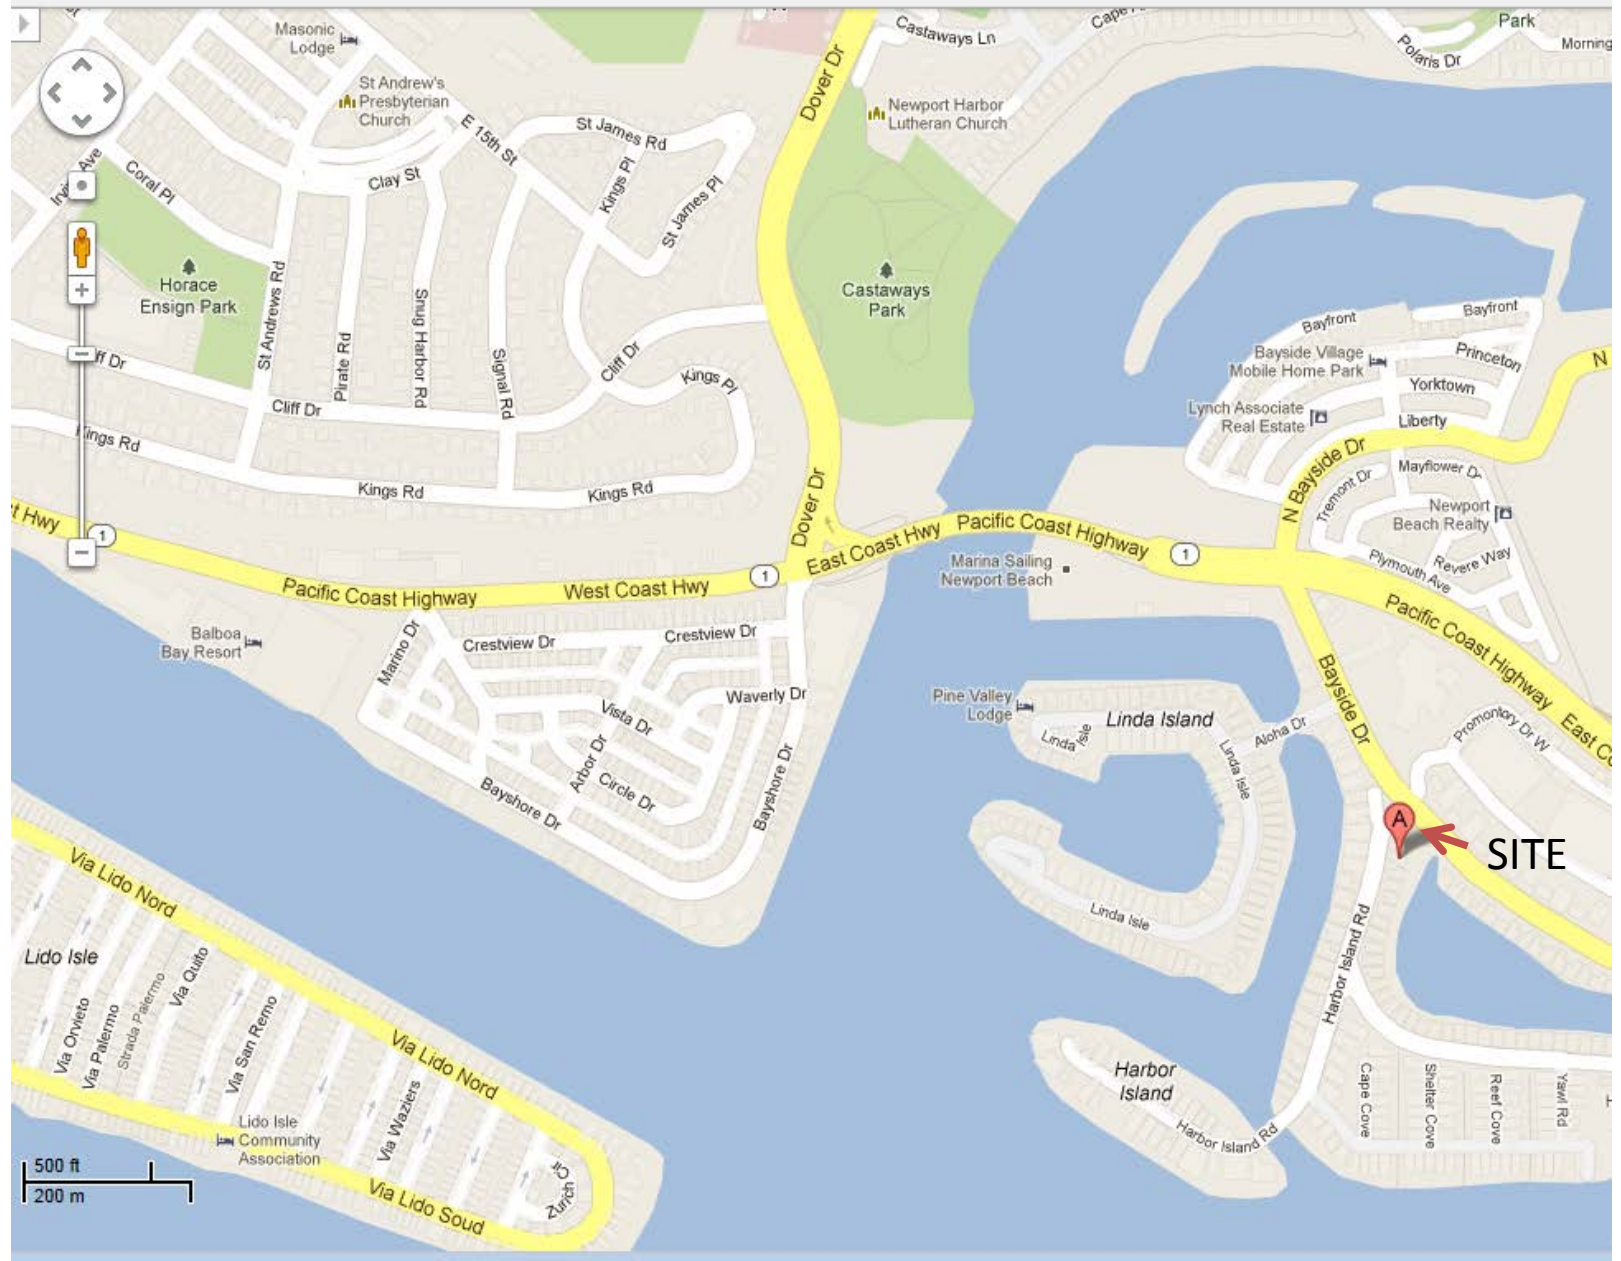 Masonic
Lodge
St Andrew's
Presbyterian
Church
E 15th St
St James Rd
Kings Pl
St James Pl
Clay St
Coral Pl
Horace
Ensign Park
St Andrews Rd
Pirate Rd
Snug Harbor Rd
Signal Rd
Cliff Dr
Kings Pl
Cliff Dr
ff Dr
Kings Rd
Kings Rd
Kings Rd
Dover Dr
Dover Dr
Castaways Ln
Cape
Polaris Dr
Park
Morning
Newport Harbor
Lutheran Church
Castaways
Park
Bayfront
Bayfront
Bayside Village
Mobile Home Park
Princeton
Yorktown
Lynch Associate
Real Estate
Liberty
N
N Bayside Dr
Tremont Dr
Mayflower Dr
Newport
Beach Realty
Revere Way
Plymouth Ave
t Hwy
1
Pacific Coast Highway
West Coast Hwy
1
East Coast Hwy
Pacific Coast Highway
1
Marina Sailing
Newport Beach
Pacific Coast Highway
East Co
Balboa
Bay Resort
Marino Dr
Crestview Dr
Crestview Dr
Waverly Dr
Vista Dr
Arbor Dr
Circle Dr
Bayshore Dr
Bayshore Dr
Pine Valley
Lodge
Linda Isle
Linda Island
Linda Isle
Aloha Dr
Bayside Dr
Promontory Dr W
A
SITE
Linda Isle
Harbor Island Rd
Harbor
Island
Harbor Island Rd
Cape Cove
Shelter Cove
Reef Cove
Yawl Rd
H
Via Lido Nord
Lido Isle
Via Orvieto
Via Palermo
Strada Palermo
Via Quito
Via San Remo
Via Lido Nord
Via Waziers
Lido Isle
Community
Association
Via Lido Soud
Zurich Cir
500 ft
200 m